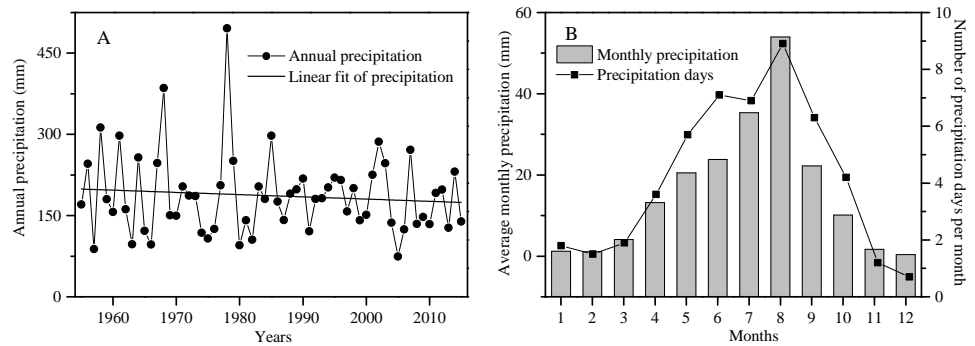 A
Annual precipitation
Linear fit of precipitation
450
300
150
0
1960 1970 1980 1990 2000 2010
Years
Annual precipitation (mm)
B
Monthly precipitation
Precipitation days
60
40
20
0
1 2 3 4 5 6 7 8 9 10 11 12
Months
Average monthly precipitation (mm)
10
8
6
4
2
0
Number of precipitation days per month